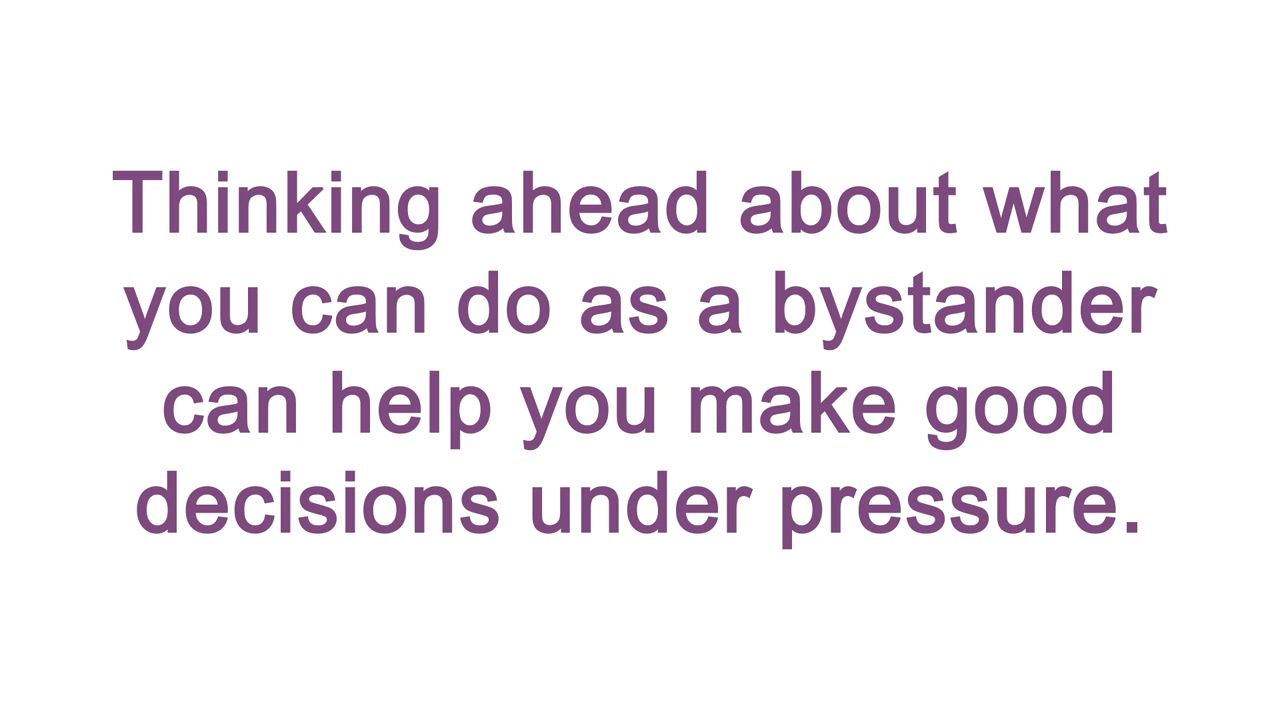 Thinking ahead about what
you can do as a bystander
can help you make good
decisions under pressure.